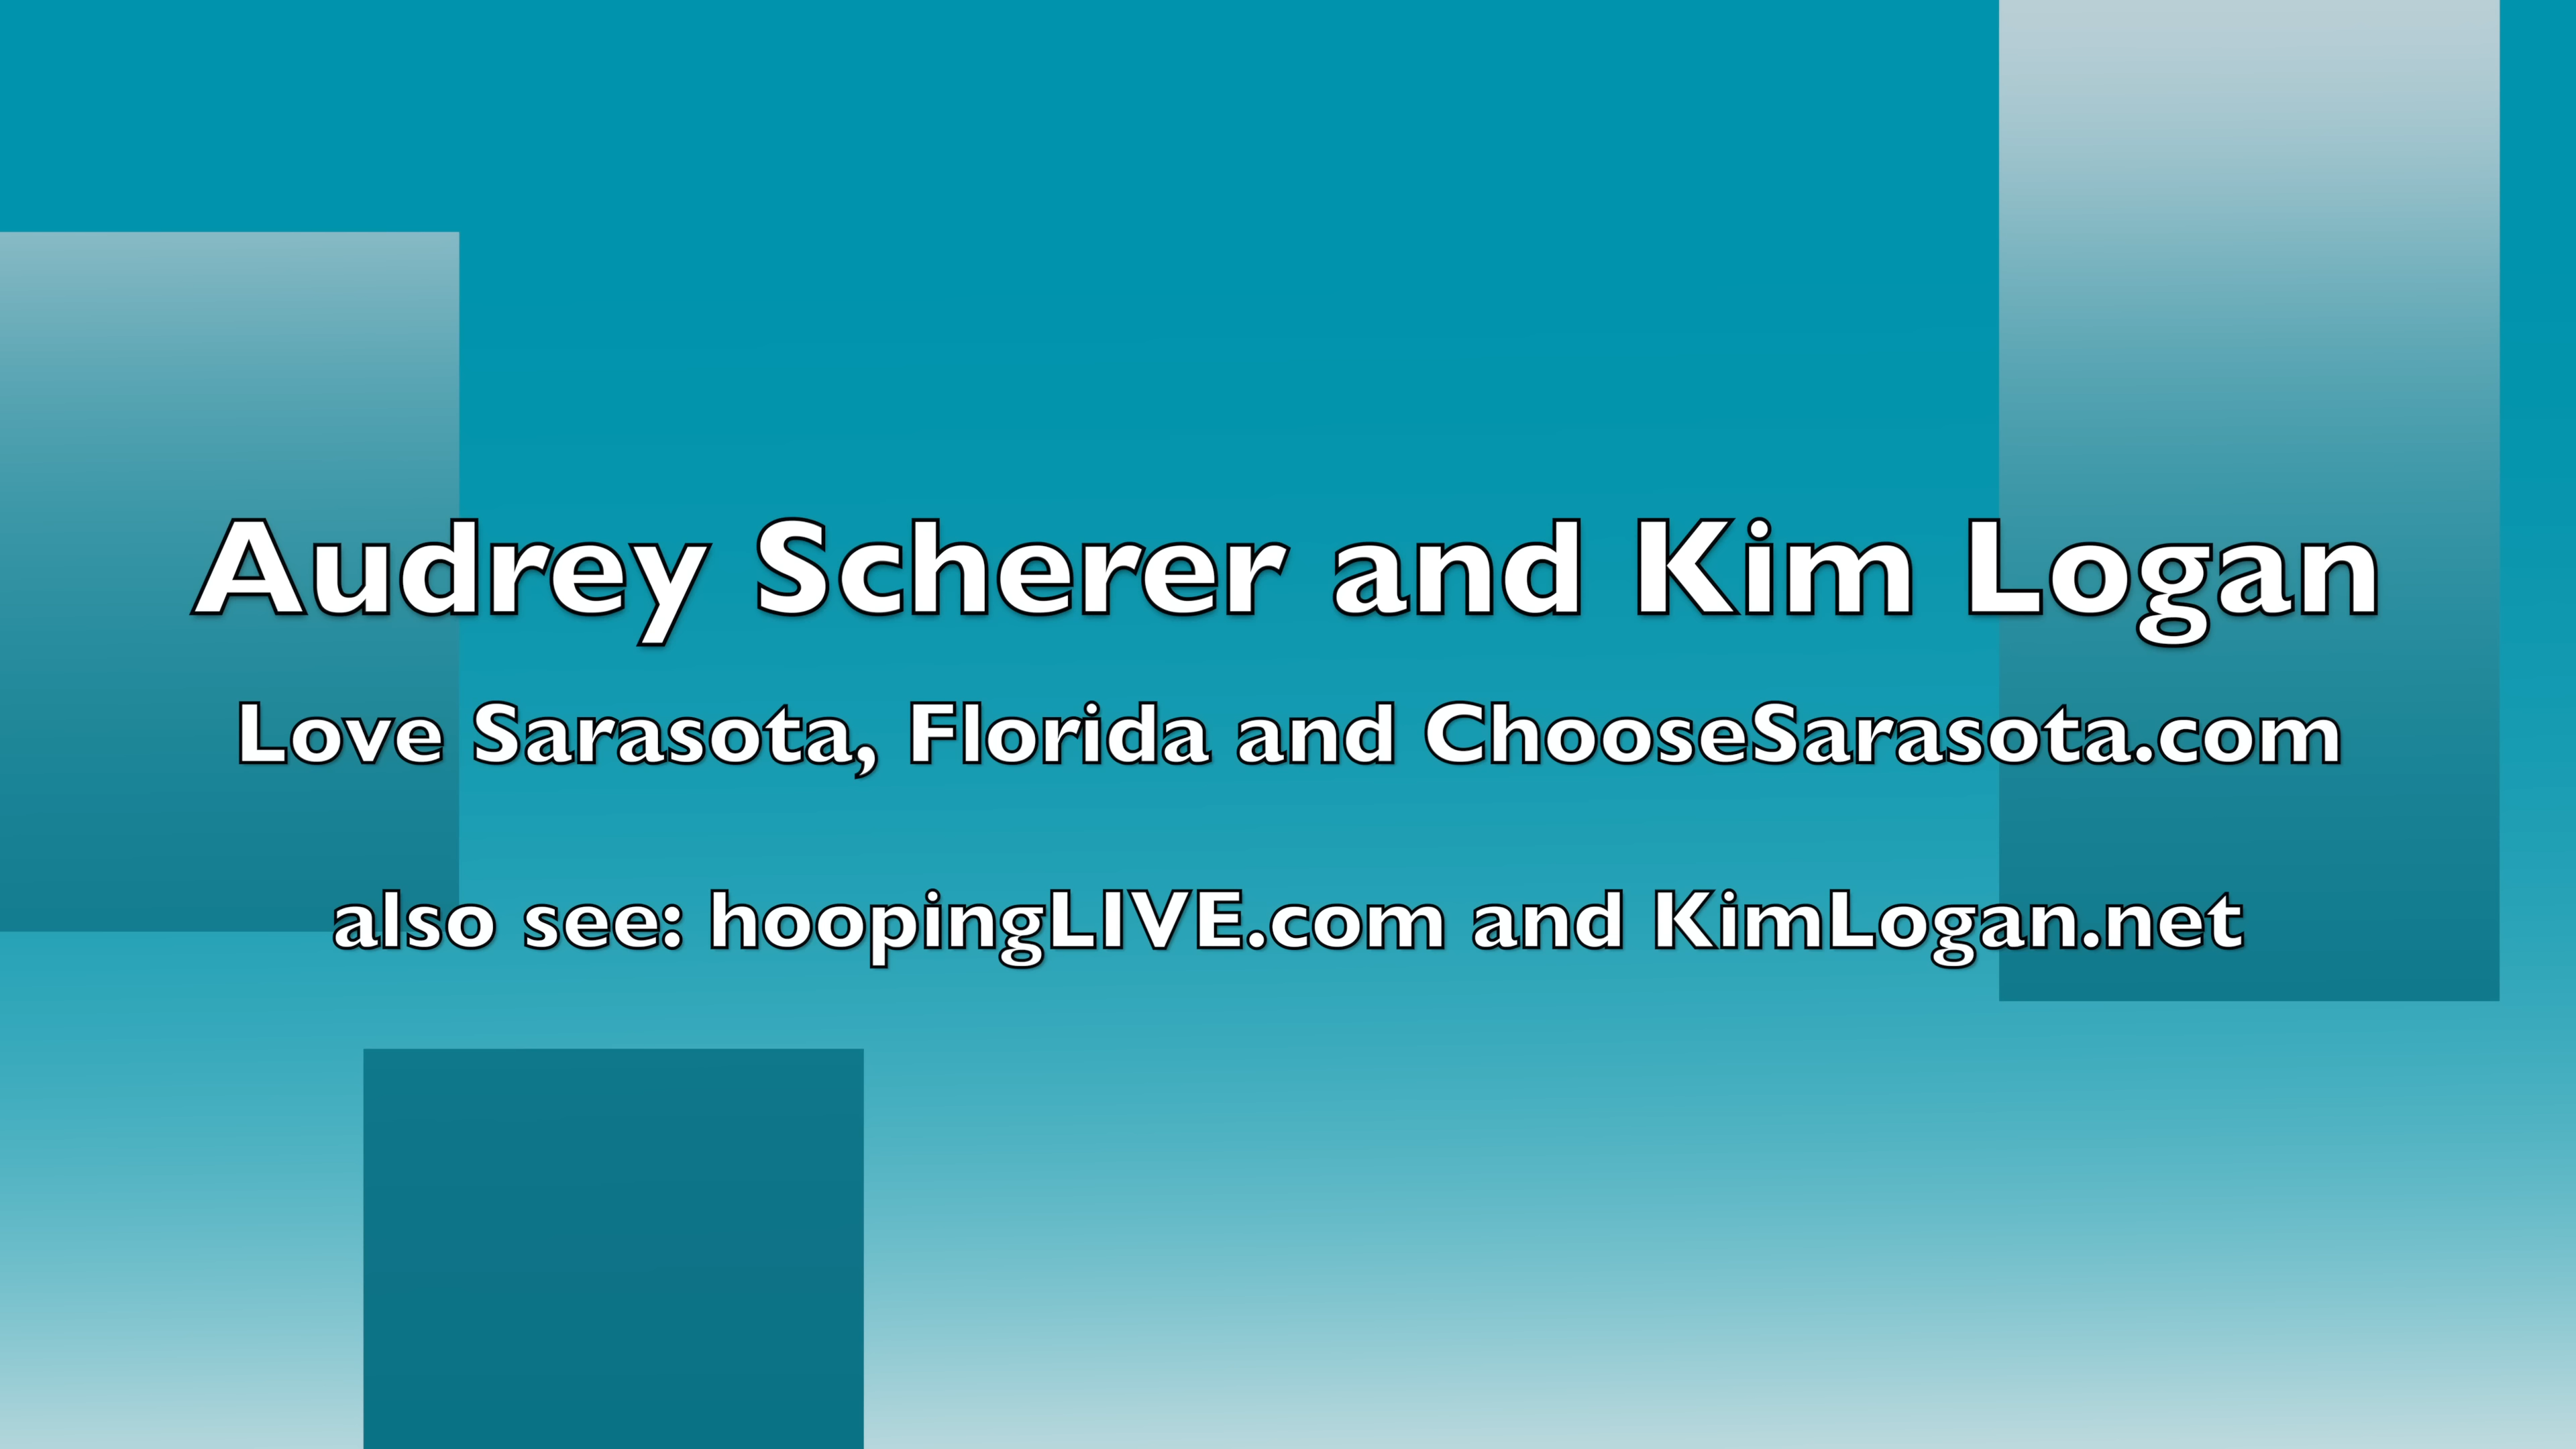 Audrey Scherer and Kim Logan
Love Sarasota, Florida and ChooseSarasota.com
also see: hoopingLIVE.com and KimLogan.net